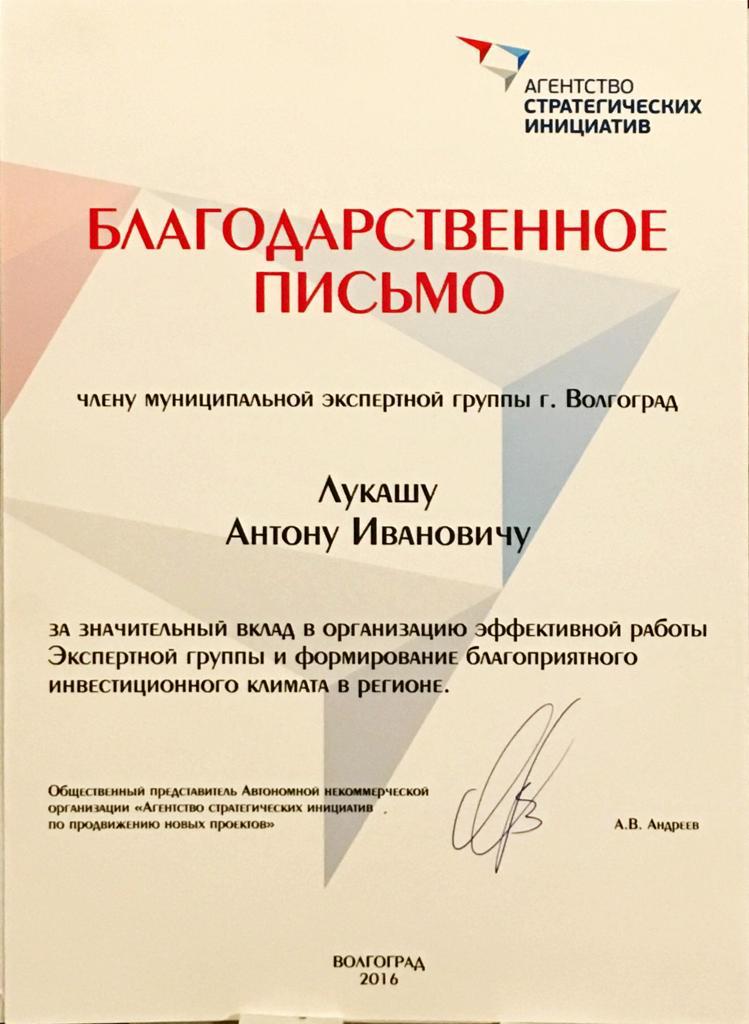 АГЕНТСТВО
СТРАТЕГИЧЕСКИХ
ИНИЦИАТИВ
БЛАГОДАРСТВЕННОЕ
ПИСЬМО
члену муниципальной экспертной группы г. Волгоград
Лукашу
Антону Ивановичу
за значительный вклад в организацию эффективной работы
Экспертной группы и формирование благоприятного
инвестиционного климата в регионе.
Общественный представитель Автономной некоммерческой
организации «Агентство стратегических инициатив
по продвижению новых проектов»
А.В. Андреев
ВОЛГОГРАД
2016